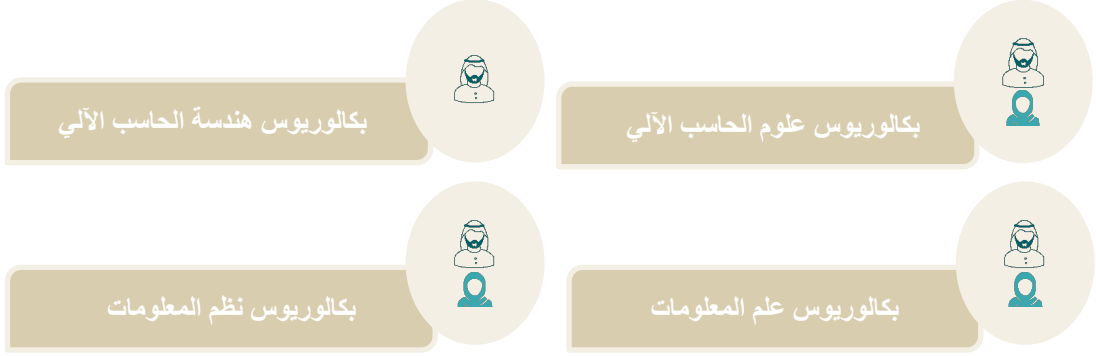 بكالوريوس علوم الحاسب الآلي
بكالوريوس هندسة الحاسب الآلي
بكالوريوس علم المعلومات
بكالوريوس نظم المعلومات